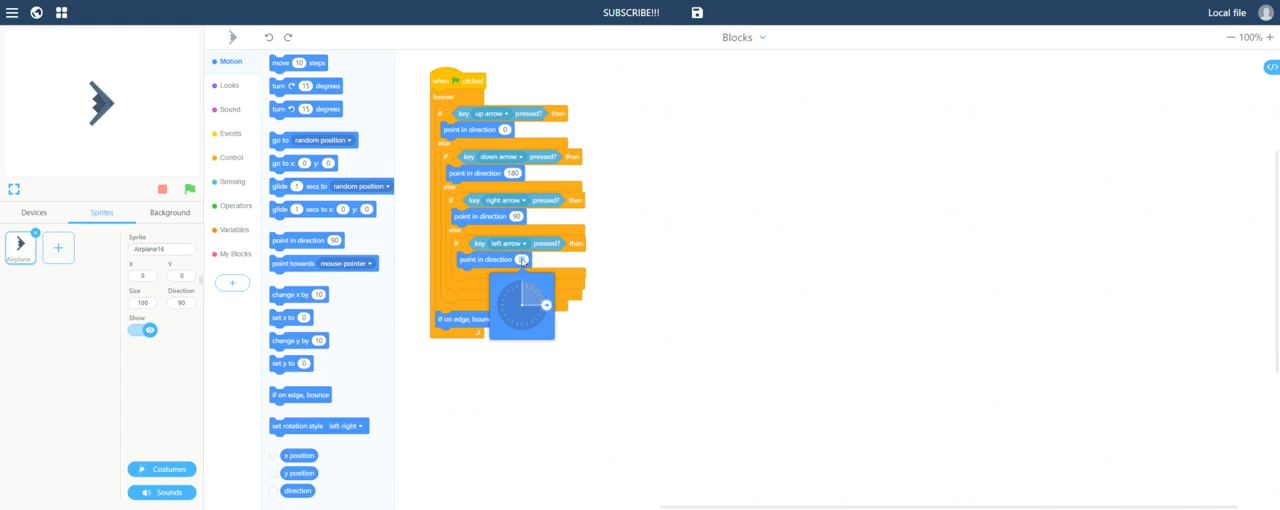 SUBSCRIBE!!!
Local file
Blocks
100%
Motion
Looks
Sound
Events
Control
Sensing
Operators
Variables
My Blocks
move 10 steps
turn 15 degrees
turn 15 degrees
go to random position
go to x: 0 y: 0
glide 1 secs to random position
glide 1 secs to x: 0 y: 0
point in direction 90
point towards mouse-pointer
change x by 10
set x to 0
change y by 10
set y to 0
if on edge, bounce
set rotation style left-right
x position
y position
direction
when clicked
forever
if key up arrow pressed? then
point in direction 0
else
if key down arrow pressed? then
point in direction 180
else
if key right arrow pressed? then
point in direction 90
else
if key left arrow pressed? then
point in direction
if on edge, boun
Devices
Sprites
Background
Airplane...
Sprite
Airplane16
X
Y
0
0
Size
Direction
100
90
Show
Costumes
Sounds